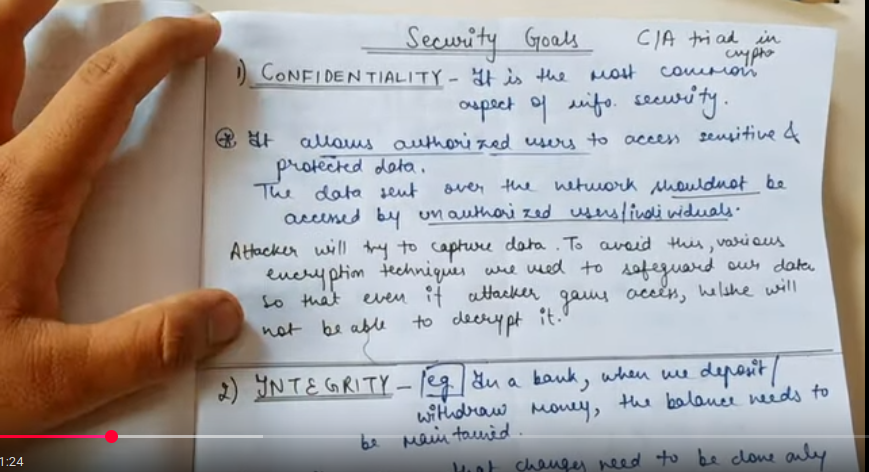 Security Goals
CIA triad in
crypto
1) CONFIDENTIALITY - It is the most common
aspect of info. security.
* It allows authorized users to access sensitive &
protected data.
The data sent over the network shouldnot be
accessed by unauthorized users/individuals.
Attacker will try to capture data. To avoid this, various
encryption techniques are used to safeguard our data
so that even if attacker gains access, he/she will
not be able to decrypt it.
2) INTEGRITY - eg In a bank, when we deposit/
withdraw money, the balance needs to
be maintained.
that changes need to be done only
1:24